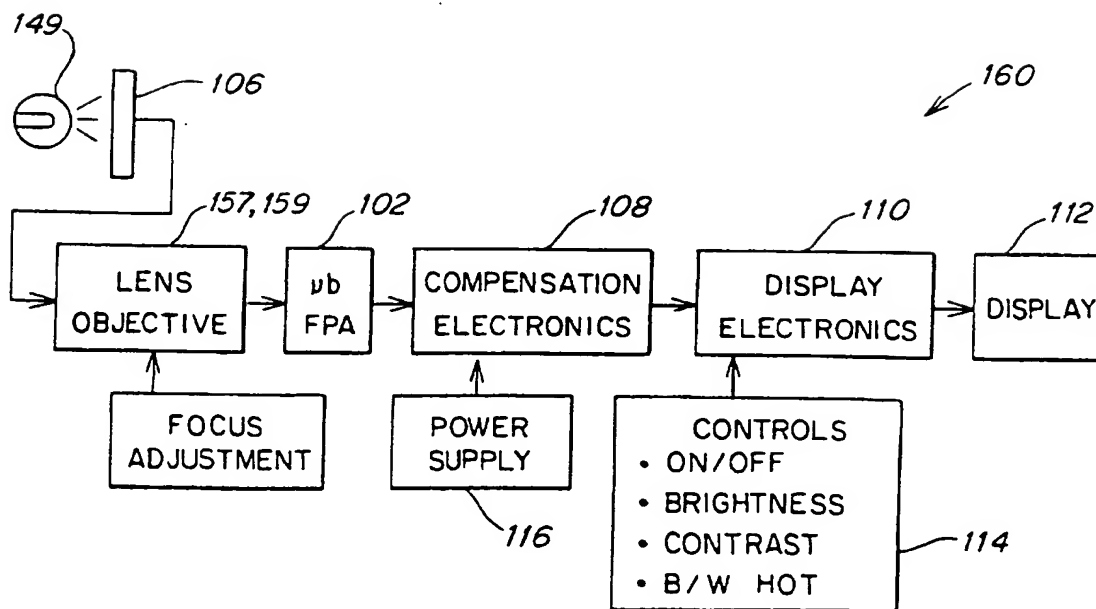 149
106
160
157, 159
102
108
110
112
LENS
OBJECTIVE
μb
FPA
COMPENSATION
ELECTRONICS
DISPLAY
ELECTRONICS
DISPLAY
FOCUS
ADJUSTMENT
POWER
SUPPLY
116
CONTROLS
• ON/OFF
• BRIGHTNESS
• CONTRAST
• B/W HOT
114